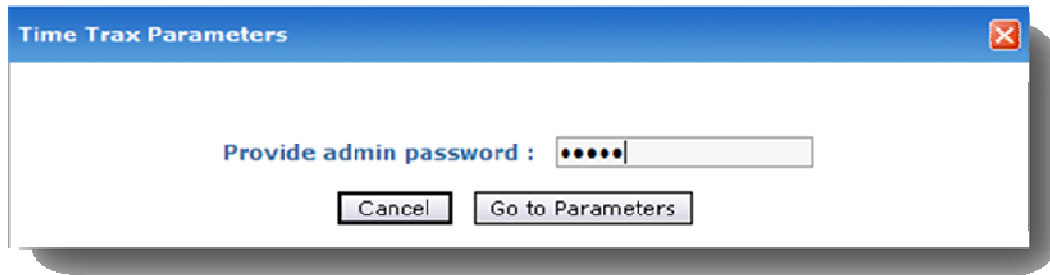 Time Trax Parameters
Provide admin password : •••••
Cancel Go to Parameters